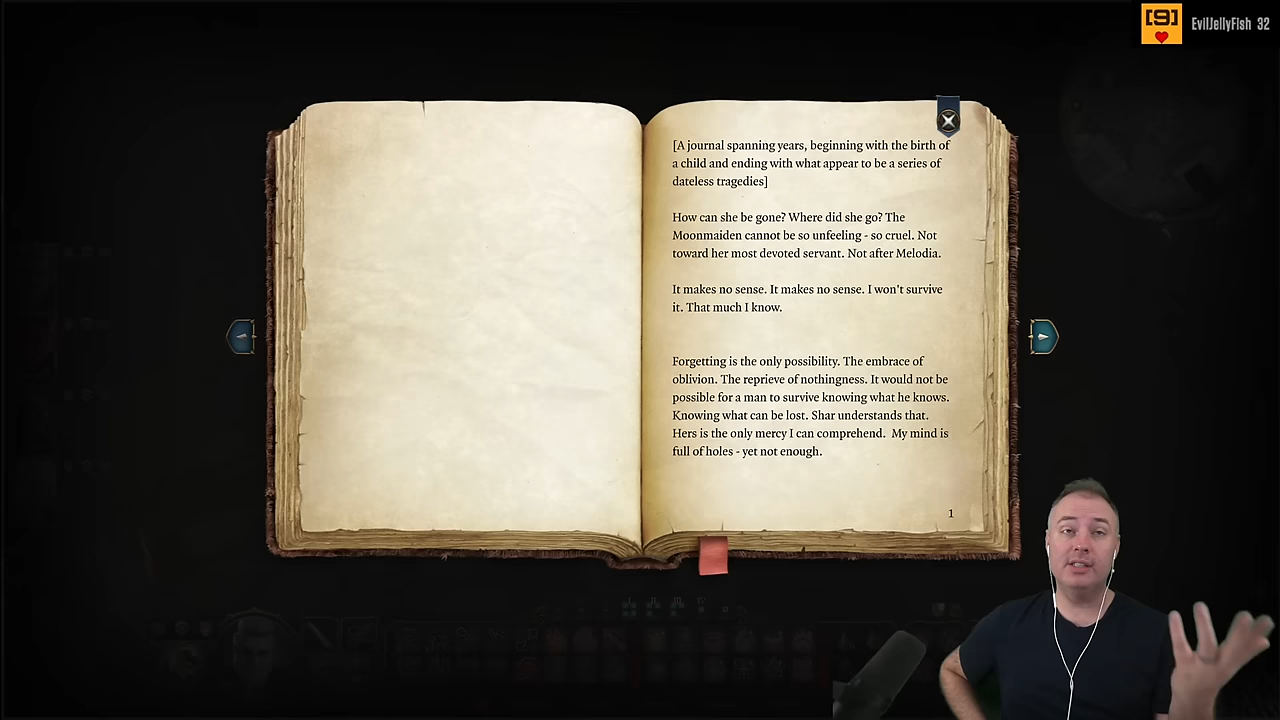 [9]
EvilJellyFish 32
[A journal spanning years, beginning with the birth of
a child and ending with what appear to be a series of
dateless tragedies]
How can she be gone? Where did she go? The
Moonmaiden cannot be so unfeeling - so cruel. Not
toward her most devoted servant. Not after Melodia.
It makes no sense. It makes no sense. I won't survive
it. That much I know.
Forgetting is the only possibility. The embrace of
oblivion. The reprieve of nothingness. It would not be
possible for a man to survive knowing what he knows.
Knowing what can be lost. Shar understands that.
Hers is the only mercy I can comprehend.  My mind is
full of holes - yet not enough.
1